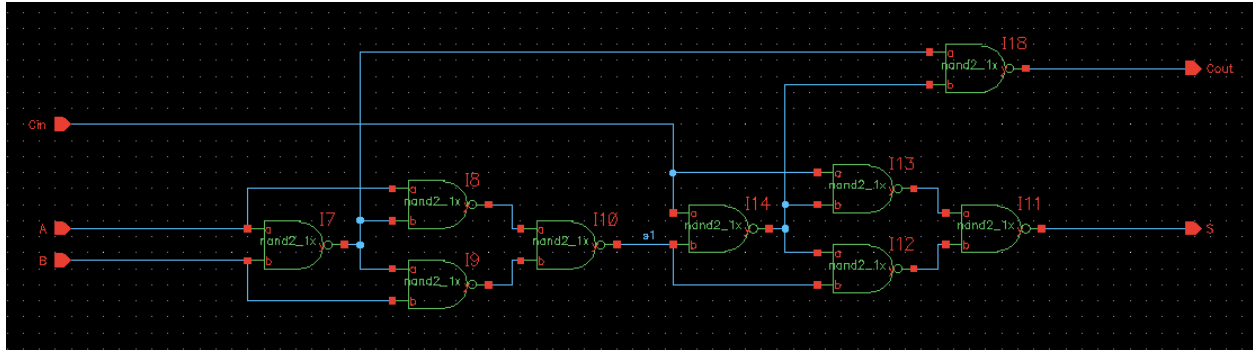 I18
a
nand2_1x
y
b
Cout
Cin
I13
a
nand2_1x
y
b
I8
a
nand2_1x
y
b
I14
a
nand2_1x
y
b
I11
a
nand2_1x
y
b
S
I7
A
a
nand2_1x
y
B
b
I10
a
nand2_1x
y
b
s1
I12
a
nand2_1x
y
b
I9
a
nand2_1x
y
b